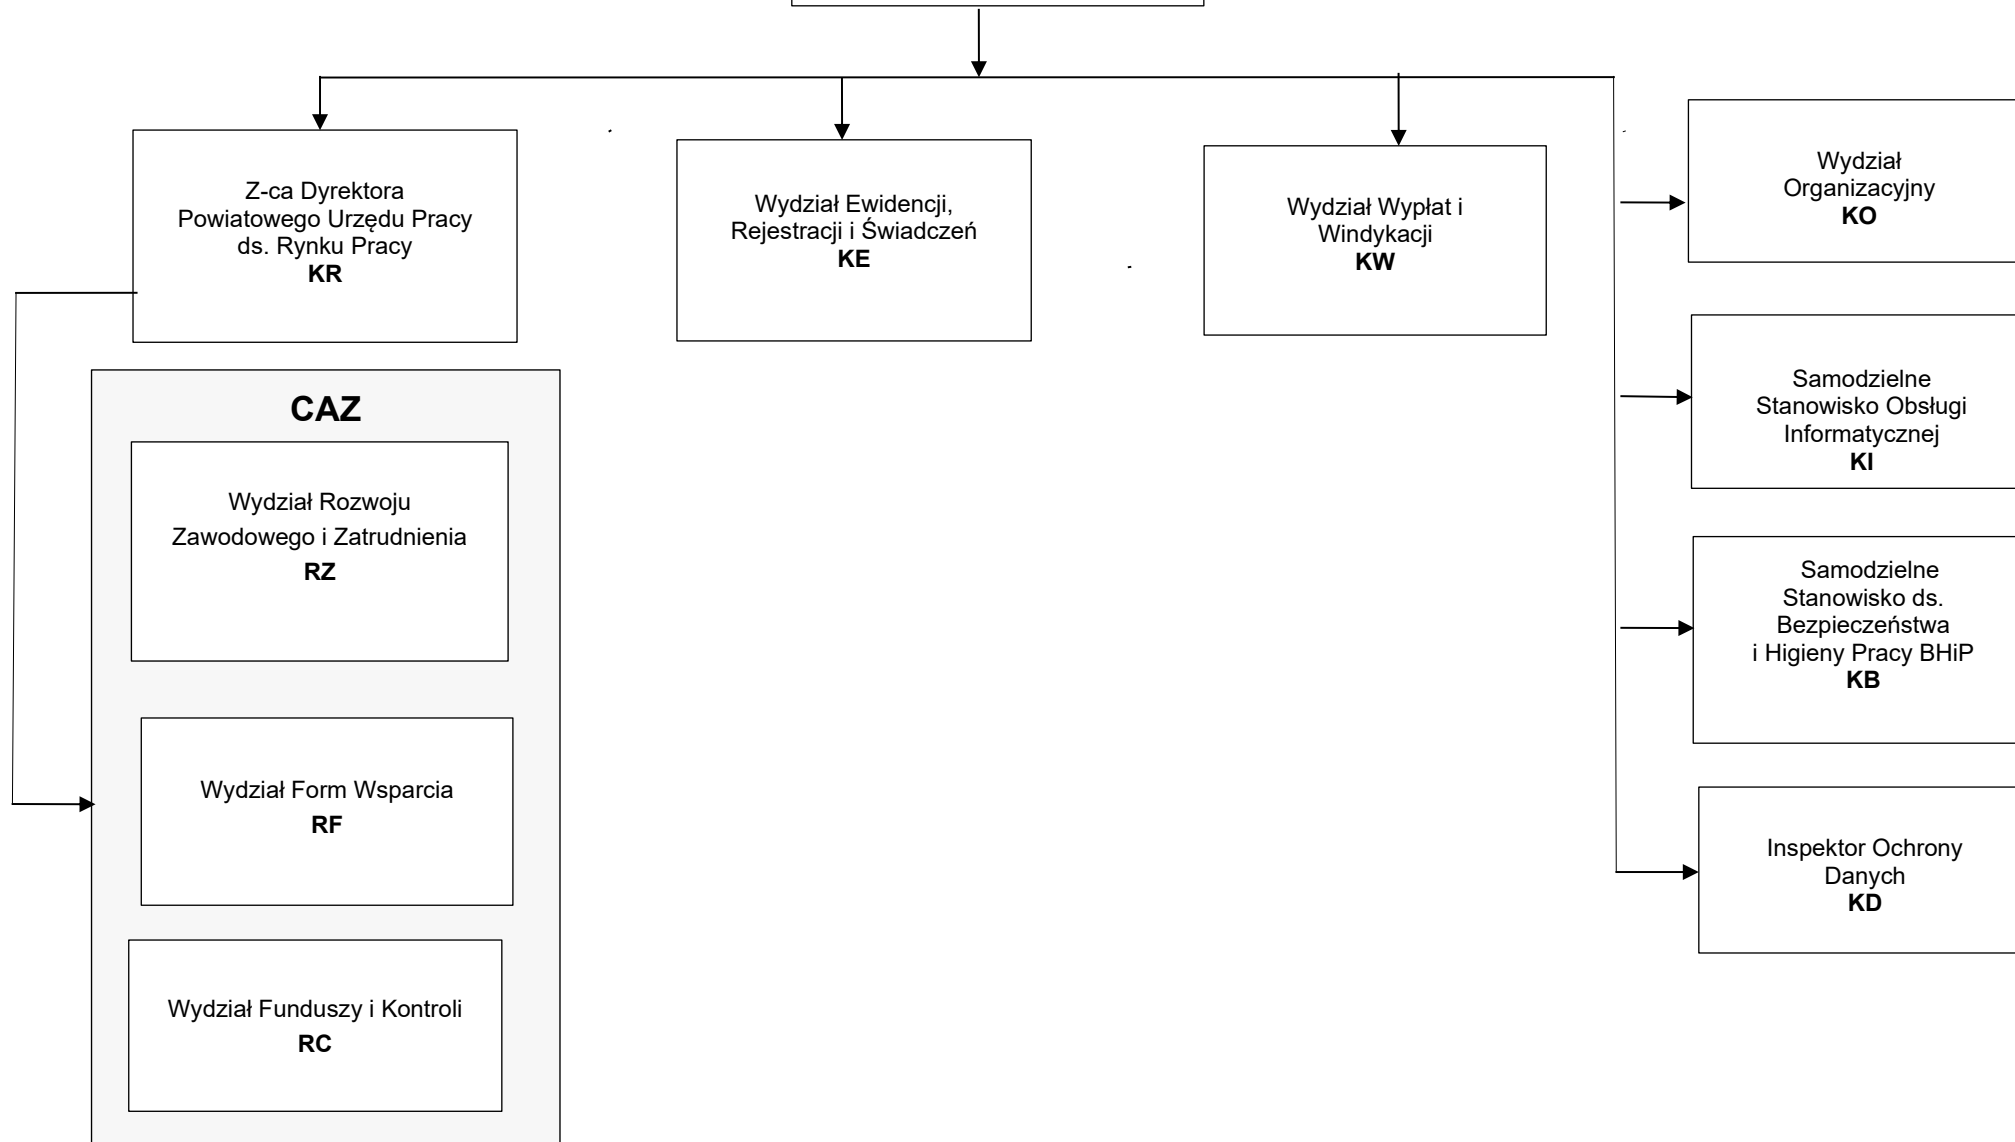 Z-ca Dyrektora
Powiatowego Urzędu Pracy
ds. Rynku Pracy
KR
Wydział Ewidencji,
Rejestracji i Świadczeń
KE
Wydział Wypłat i
Windykacji
KW
Wydział
Organizacyjny
KO
Samodzielne
Stanowisko Obsługi
Informatycznej
KI
Samodzielne
Stanowisko ds.
Bezpieczeństwa
i Higieny Pracy BHiP
KB
Inspektor Ochrony
Danych
KD
CAZ
Wydział Rozwoju
Zawodowego i Zatrudnienia
RZ
Wydział Form Wsparcia
RF
Wydział Funduszy i Kontroli
RC